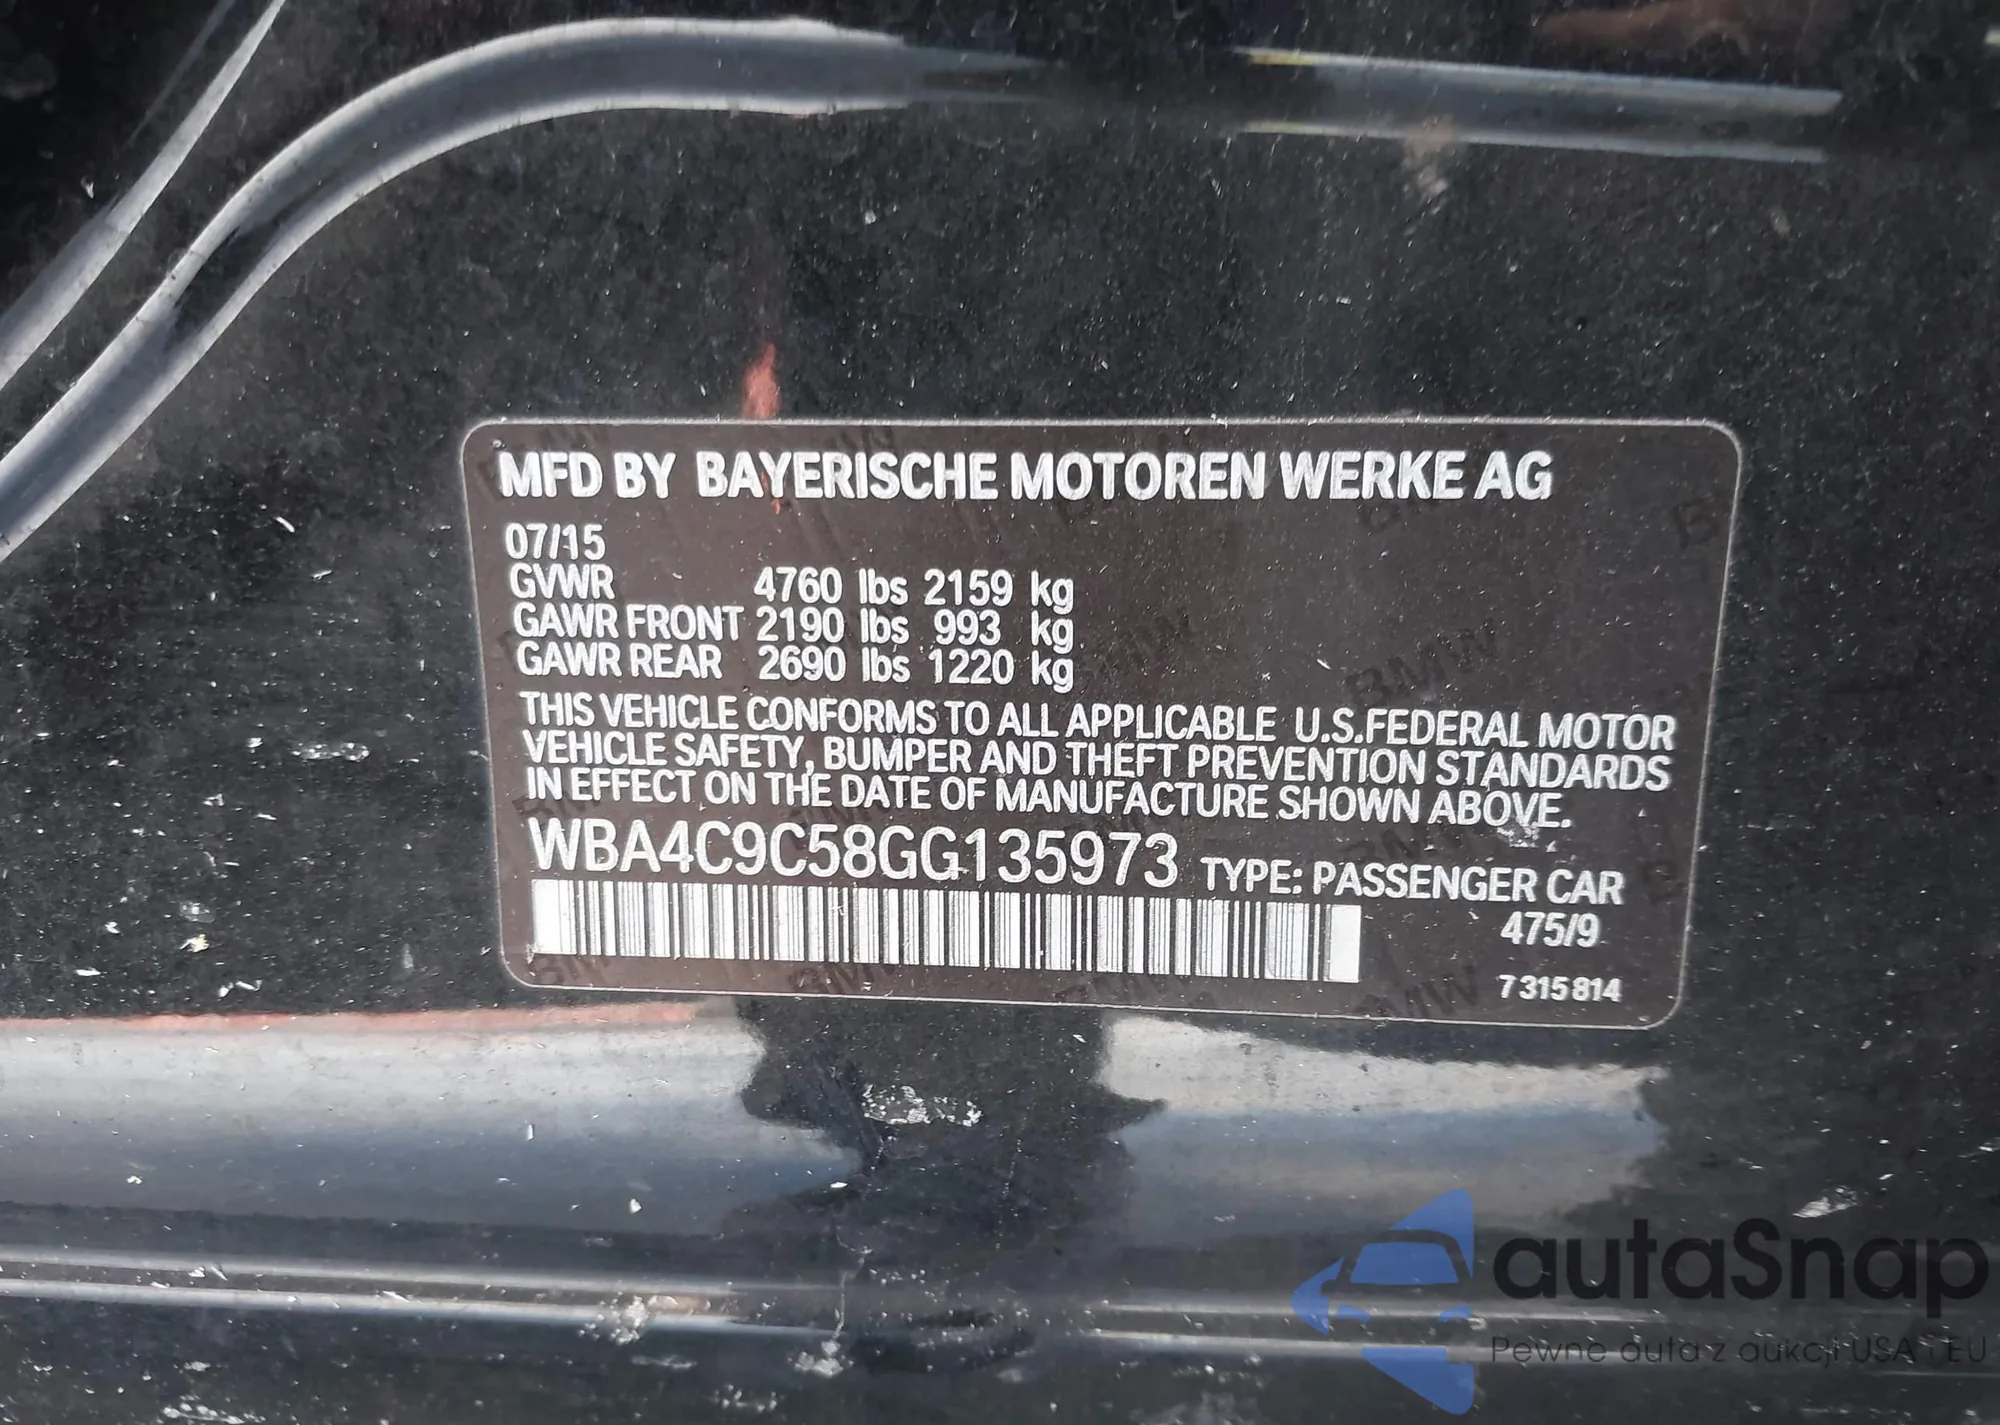 MFD BY BAYERISCHE MOTOREN WERKE AG
07/15
GVWR 4760 lbs 2159 kg
GAWR FRONT 2190 lbs 993 kg
GAWR REAR 2690 lbs 1220 kg
THIS VEHICLE CONFORMS TO ALL APPLICABLE U.S.FEDERAL MOTOR
VEHICLE SAFETY, BUMPER AND THEFT PREVENTION STANDARDS
IN EFFECT ON THE DATE OF MANUFACTURE SHOWN ABOVE.
WBA4C9C58GG135973 TYPE: PASSENGER CAR
475/9
7 315 814
autaSnap
Pewne auta z aukcji USA i EU